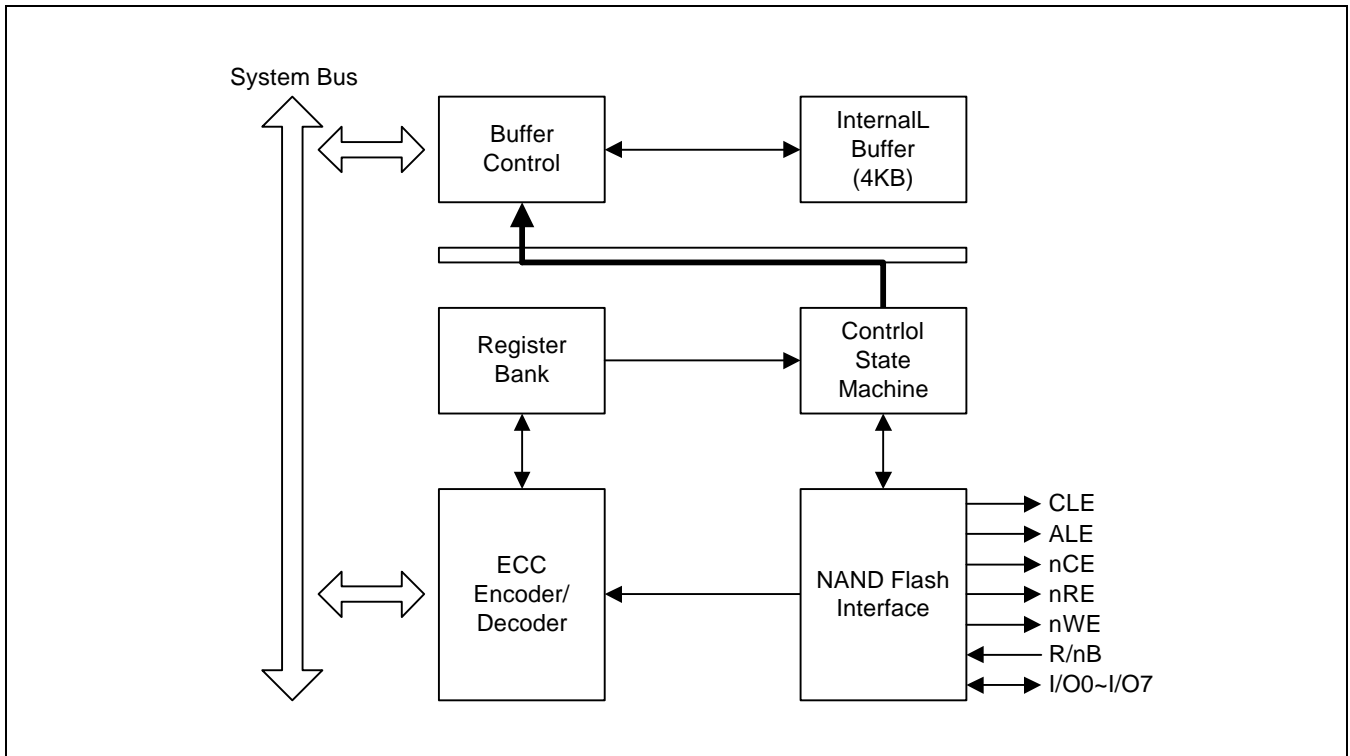 System Bus
Buffer
Control
InternalL
Buffer
(4KB)
Register
Bank
Contrlol
State
Machine
ECC
Encoder/
Decoder
NAND Flash
Interface
CLE
ALE
nCE
nRE
nWE
R/nB
I/O0~I/O7